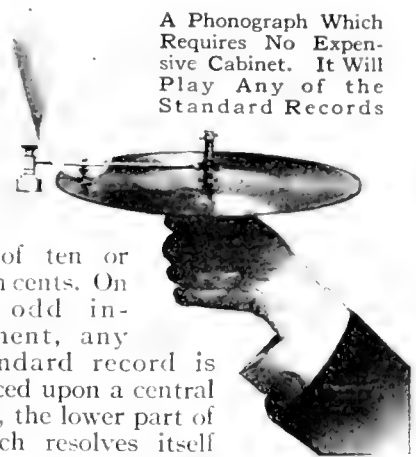 A Phonograph Which
Requires No Expen-
sive Cabinet. It Will
Play Any of the
Standard Records
of ten or
n cents. On
odd in-
ment, any
ndard record is
ced upon a central
, the lower part of
ch resolves itself